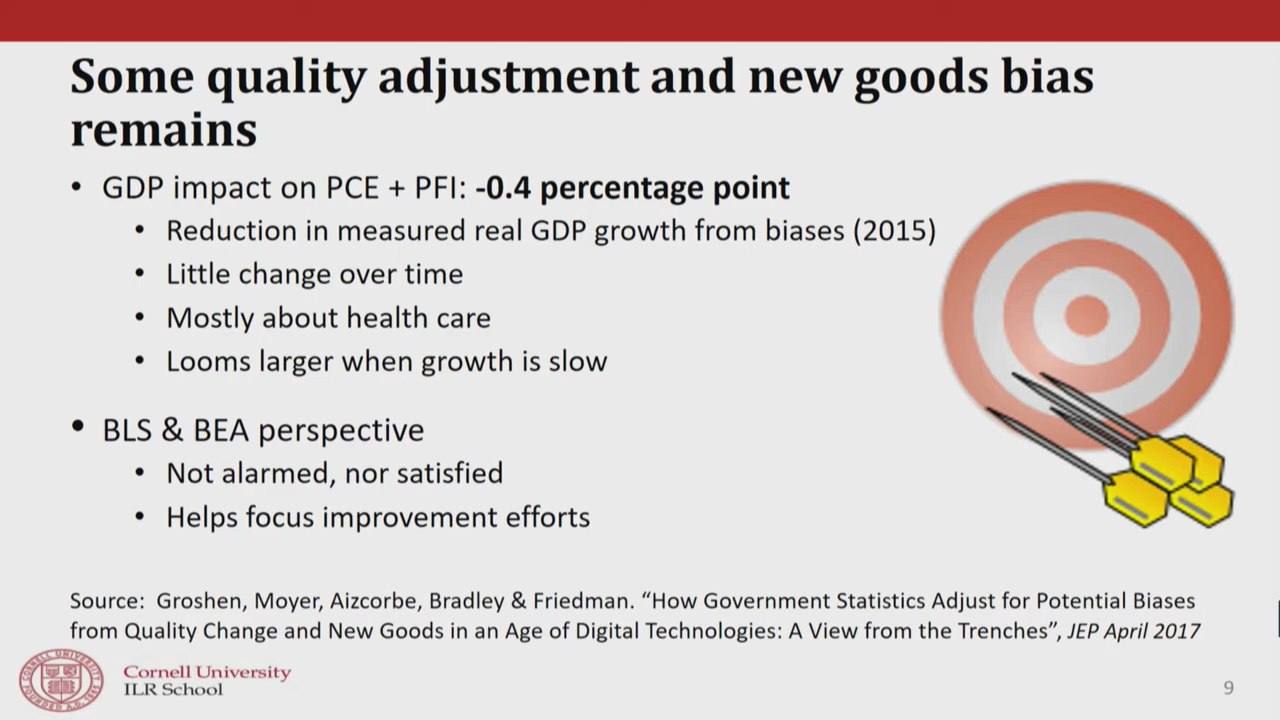 Some quality adjustment and new goods bias
remains
• GDP impact on PCE + PFI: -0.4 percentage point
• Reduction in measured real GDP growth from biases (2015)
• Little change over time
• Mostly about health care
• Looms larger when growth is slow
• BLS & BEA perspective
• Not alarmed, nor satisfied
• Helps focus improvement efforts
Source: Groshen, Moyer, Aizcorbe, Bradley & Friedman. “How Government Statistics Adjust for Potential Biases
from Quality Change and New Goods in an Age of Digital Technologies: A View from the Trenches”, JEP April 2017
Cornell University
ILR School
9